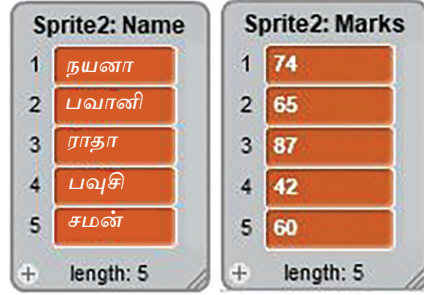 Sprite2: Name
1 நயனா
2 பவானி
3 ராதா
4 பவுசி
5 சமன்
+ length: 5
Sprite2: Marks
1 74
2 65
3 87
4 42
5 60
+ length: 5